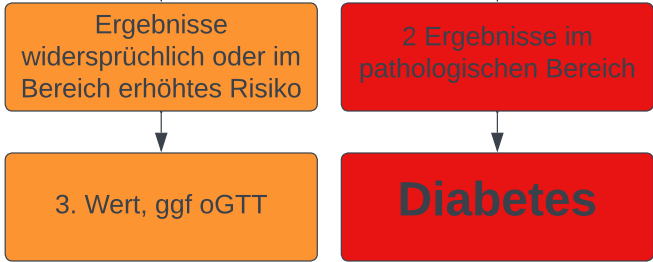 Ergebnisse
widersprüchlich oder im
Bereich erhöhtes Risiko
2 Ergebnisse im
pathologischen Bereich
3. Wert, ggf oGTT
Diabetes